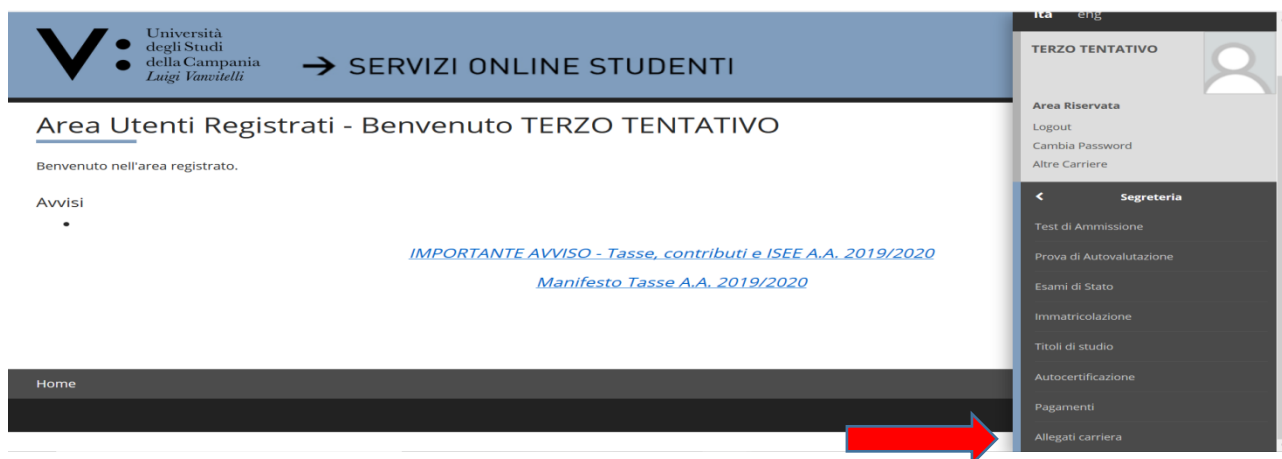 Università
degli Studi
della Campania
Luigi Vanvitelli
→ SERVIZI ONLINE STUDENTI
Area Utenti Registrati - Benvenuto TERZO TENTATIVO
Benvenuto nell'area registrato.
Avvisi
•
IMPORTANTE AVVISO - Tasse, contributi e ISEE A.A. 2019/2020
Manifesto Tasse A.A. 2019/2020
Home
ita eng
TERZO TENTATIVO
Area Riservata
Logout
Cambia Password
Altre Carriere
Segreteria
Test di Ammissione
Prova di Autovalutazione
Esami di Stato
Immatricolazione
Titoli di studio
Autocertificazione
Pagamenti
Allegati carriera